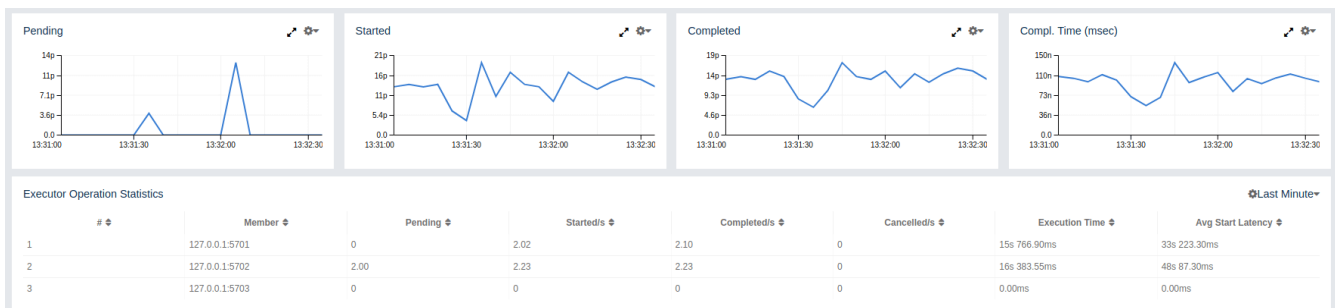 Pending
Started
Completed
Compl. Time (msec)
14p
11p
7.1p
3.6p
0.0
13:31:00 13:31:30 13:32:00 13:32:30
21p
16p
11p
5.4p
0.0
13:31:00 13:31:30 13:32:00 13:32:30
19p
14p
9.3p
4.6p
0.0
13:31:00 13:31:30 13:32:00 13:32:30
150n
110n
73n
36n
0.0
13:31:00 13:31:30 13:32:00 13:32:30
Executor Operation Statistics Last Minute
# Member Pending Started/s Completed/s Cancelled/s Execution Time Avg Start Latency
1 127.0.0.1:5701 0 2.02 2.10 0 15s 766.90ms 33s 223.30ms
2 127.0.0.1:5702 2.00 2.23 2.23 0 16s 383.55ms 48s 87.30ms
3 127.0.0.1:5703 0 0 0 0 0.00ms 0.00ms